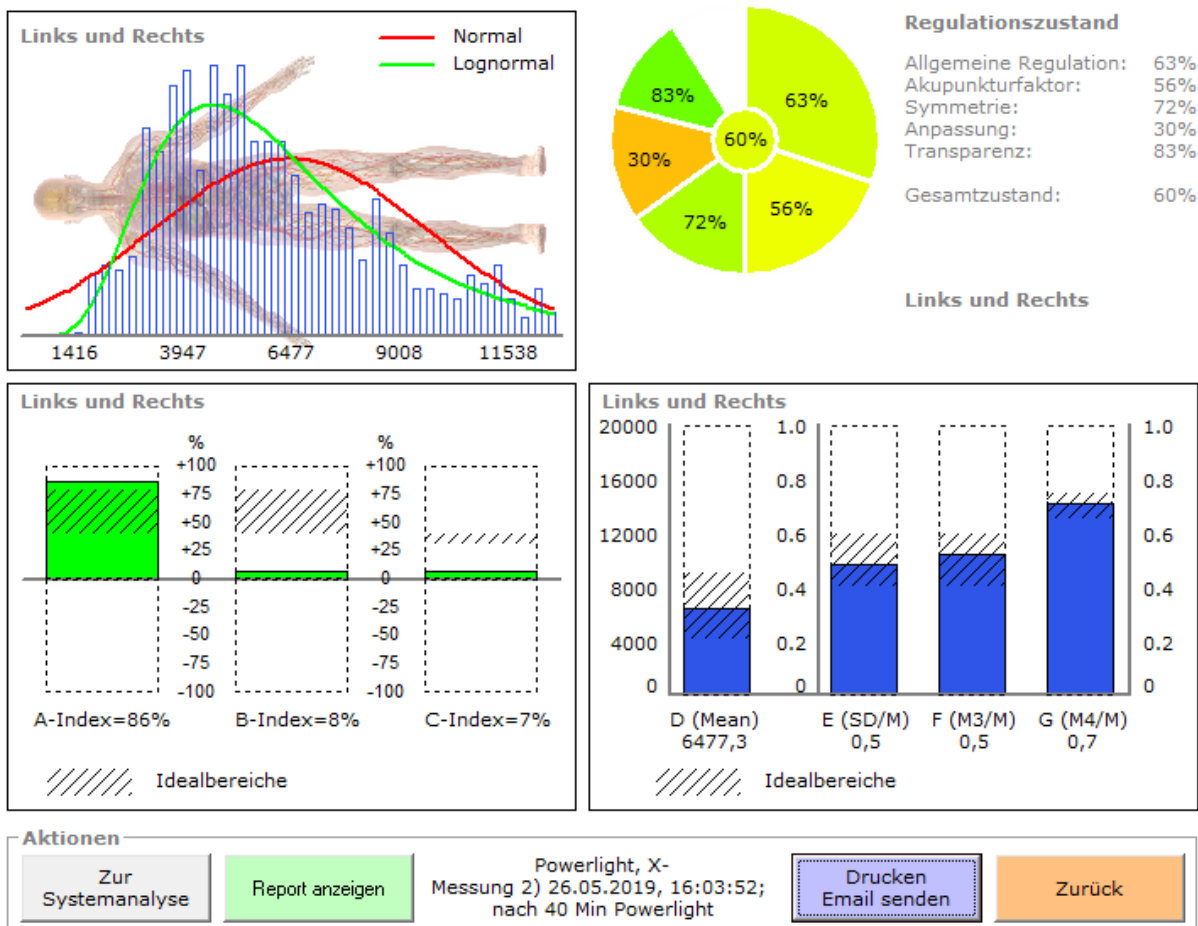 Links und Rechts
Normal
Lognormal
1416 3947 6477 9008 11538
83%
63%
60%
30%
72%
56%
Regulationszustand
Allgemeine Regulation: 63%
Akupunkturfaktor: 56%
Symmetrie: 72%
Anpassung: 30%
Transparenz: 83%
Gesamtzustand: 60%
Links und Rechts
Links und Rechts
% %
+100 +100
+75 +75
+50 +50
+25 +25
0 0
-25 -25
-50 -50
-75 -75
-100 -100
A-Index=86% B-Index=8% C-Index=7%
Idealbereiche
Links und Rechts
20000 1.0 1.0
16000 0.8 0.8
12000 0.6 0.6
8000 0.4 0.4
4000 0.2 0.2
0 0 0
D (Mean) E (SD/M) F (M3/M) G (M4/M)
6477,3 0,5 0,5 0,7
Idealbereiche
Aktionen
Zur
Systemanalyse
Report anzeigen
Powerlight, X-
Messung 2) 26.05.2019, 16:03:52;
nach 40 Min Powerlight
Drucken
Email senden
Zurück